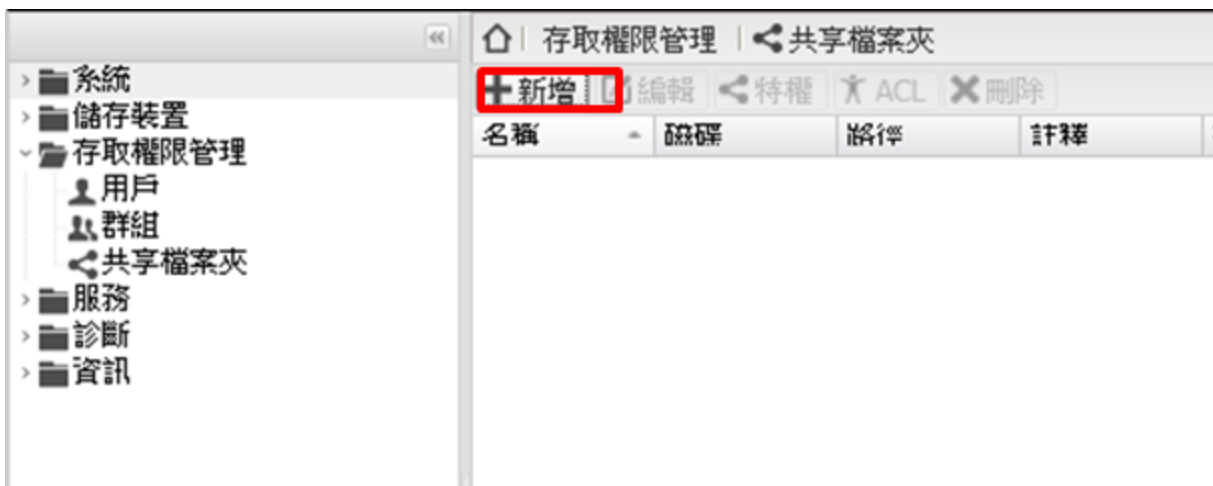 系統
儲存裝置
存取權限管理
用戶
群組
共享檔案夾
服務
診斷
資訊
存取權限管理 | 共享檔案夾
新增 編輯 特權 ACL 刪除
名稱 磁碟 路徑 註釋